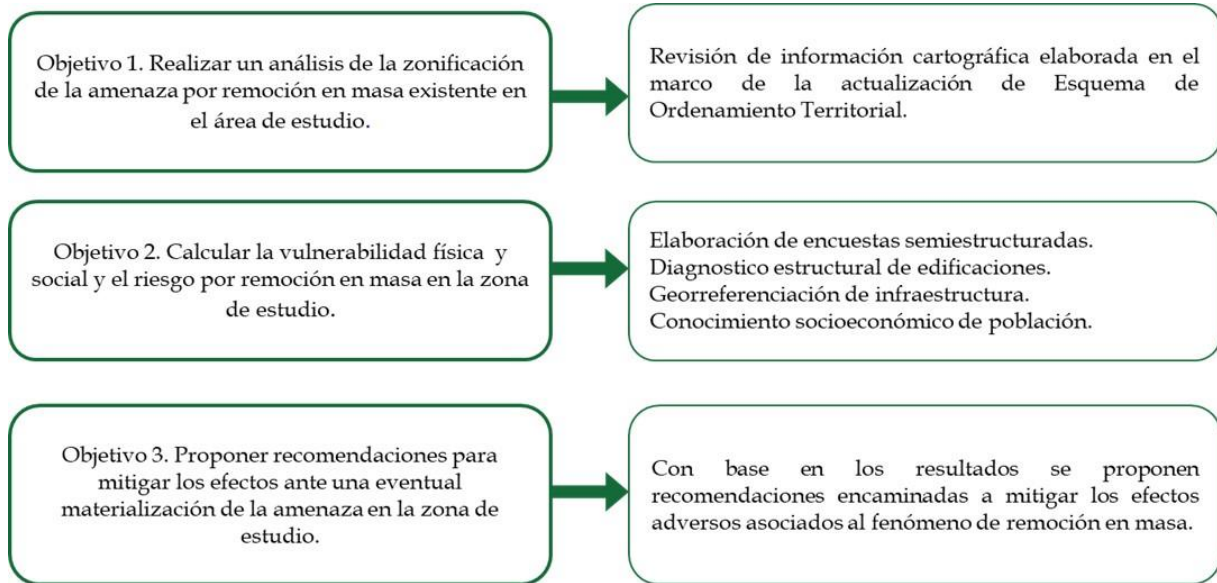 Objetivo 1. Realizar un análisis de la zonificación
de la amenaza por remoción en masa existente en
el área de estudio.
Revisión de información cartográfica elaborada en el
marco de la actualización de Esquema de
Ordenamiento Territorial.
Objetivo 2. Calcular la vulnerabilidad física y
social y el riesgo por remoción en masa en la zona
de estudio.
Elaboración de encuestas semiestructuradas.
Diagnostico estructural de edificaciones.
Georreferenciación de infraestructura.
Conocimiento socioeconómico de población.
Objetivo 3. Proponer recomendaciones para
mitigar los efectos ante una eventual
materialización de la amenaza en la zona de
estudio.
Con base en los resultados se proponen
recomendaciones encaminadas a mitigar los efectos
adversos asociados al fenómeno de remoción en masa.